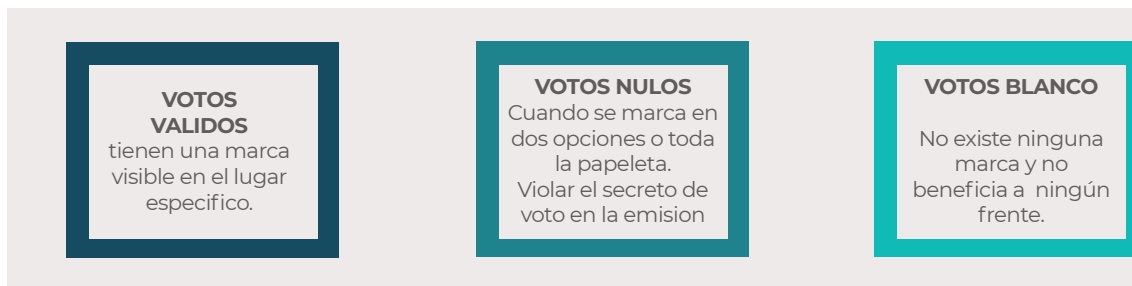 VOTOS
VALIDOS
tienen una marca
visible en el lugar
especifico.
VOTOS NULOS
Cuando se marca en
dos opciones o toda
la papeleta.
Violar el secreto de
voto en la emision
VOTOS BLANCO
No existe ninguna
marca y no
beneficia a ningún
frente.